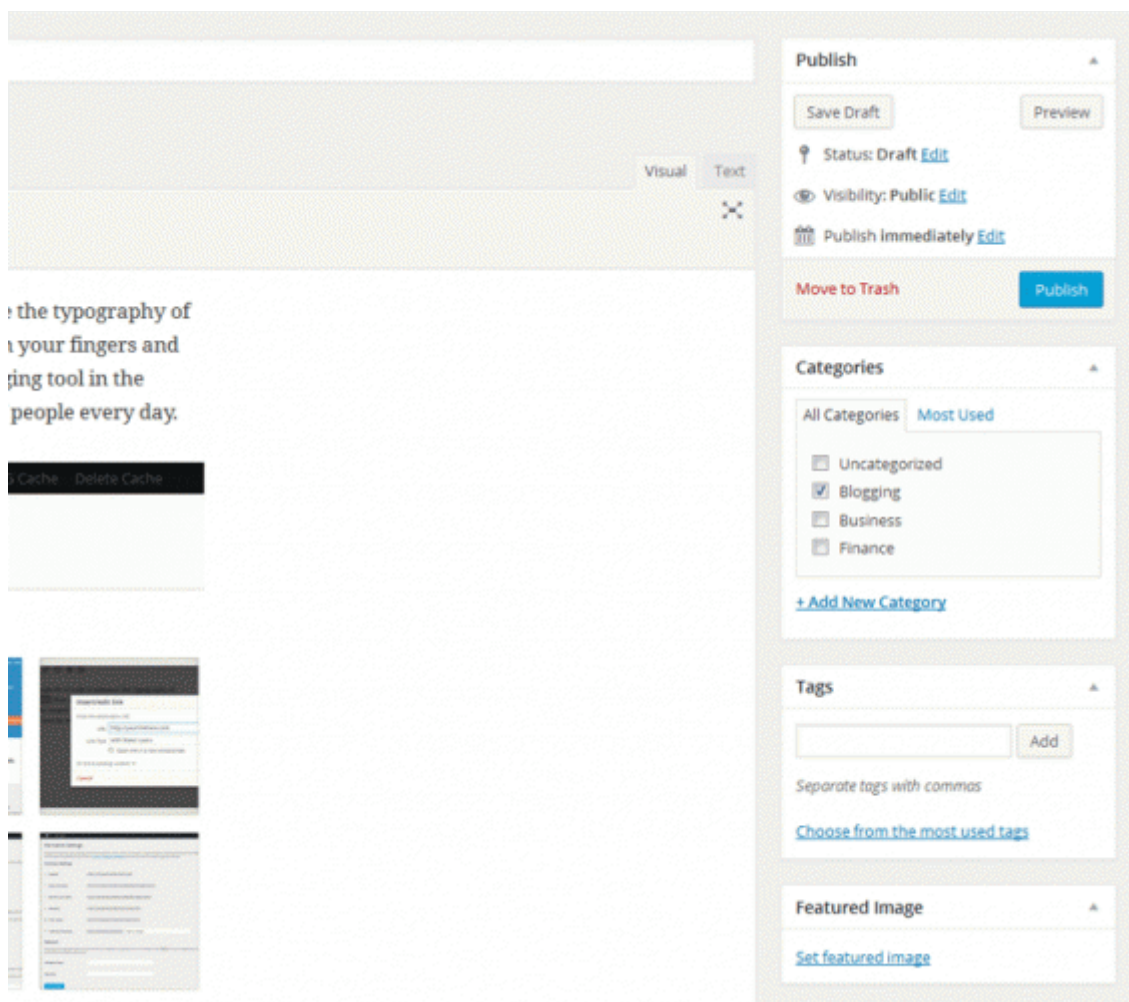 Visual Text
e the typography of
n your fingers and
ging tool in the
people every day.
Cache Delete Cache
Publish
Save Draft Preview
Status: Draft Edit
Visibility: Public Edit
Publish immediately Edit
Move to Trash Publish
Categories
All Categories Most Used
Uncategorized
Blogging
Business
Finance
+ Add New Category
Tags
Add
Separate tags with commas
Choose from the most used tags
Featured Image
Set featured image